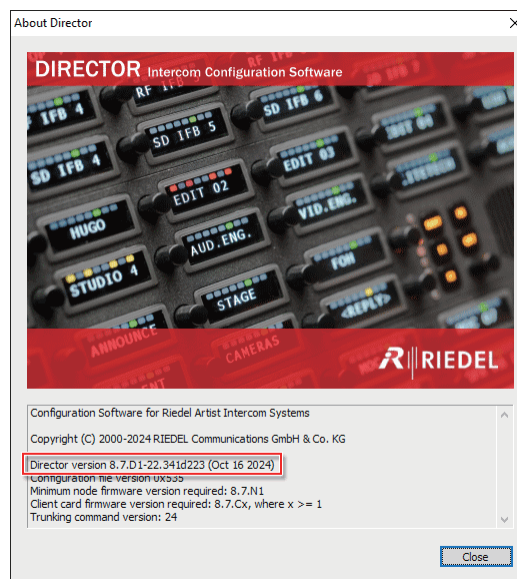 About Director
DIRECTOR Intercom Configuration Software
RF IFB 6
RF IFB 4
RF IF
SD IFB 6
SD IFB 5
SD IFB 4
EDIT 03
EDIT 02
VID.ENG.
HUGO
AUD.ENG.
FOH
STUDIO 4
STAGE
<REPLY>
ANNOUNCE
CAMERAS
RIEDEL
Configuration Software for Riedel Artist Intercom Systems
Copyright (C) 2000-2024 RIEDEL Communications GmbH & Co. KG
Director version 8.7.D1-22.341d223 (Oct 16 2024)
Configuration file version 0x535
Minimum node firmware version required: 8.7.N1
Client card firmware version required: 8.7.Cx, where x >= 1
Trunking command version: 24
Close